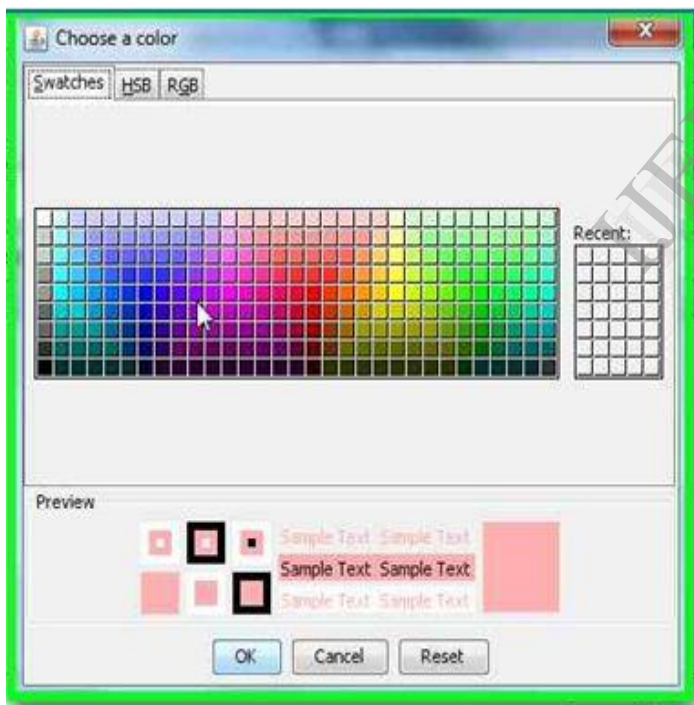 Choose a color
Swatches HSB RGB
Recent:
Preview
Sample Text Sample Text
Sample Text Sample Text
Sample Text Sample Text
OK Cancel Reset